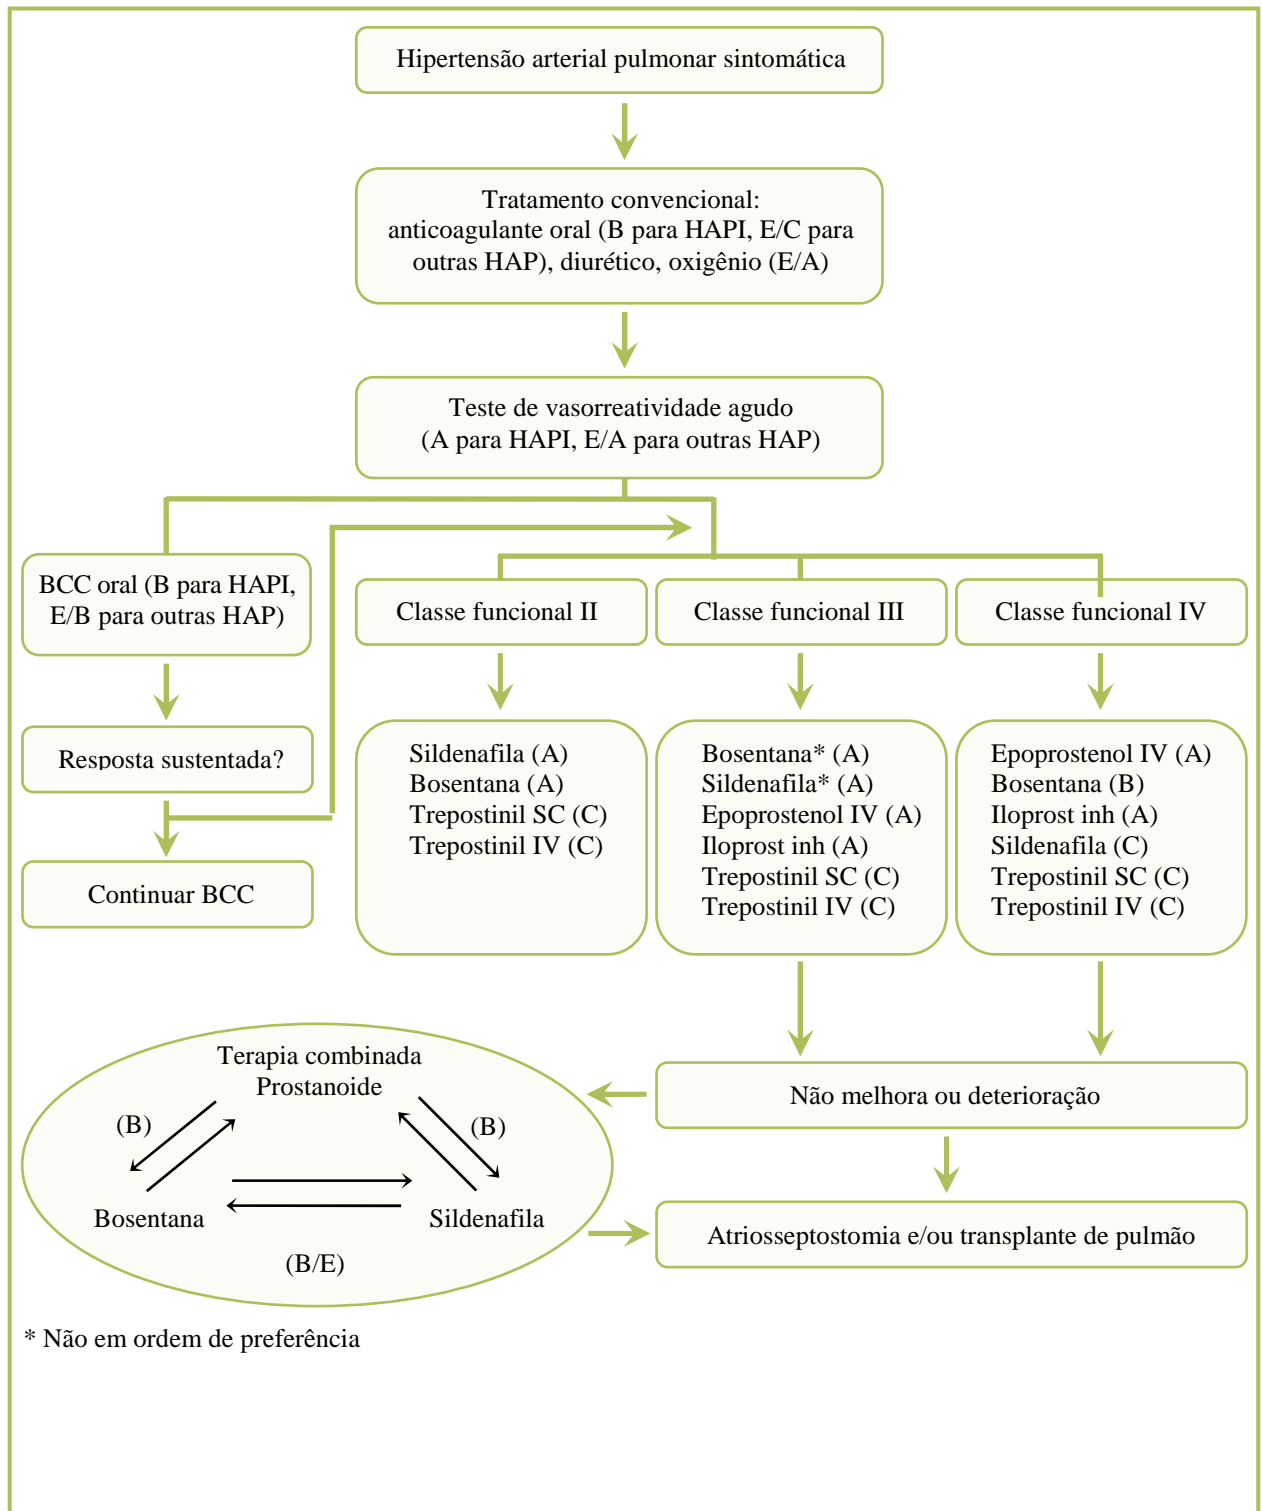 Hipertensão arterial pulmonar sintomática
Tratamento convencional:
anticoagulante oral (B para HAPI, E/C para
outras HAP), diurético, oxigênio (E/A)
Teste de vasorreatividade agudo
(A para HAPI, E/A para outras HAP)
BCC oral (B para HAPI,
E/B para outras HAP)
Resposta sustentada?
Continuar BCC
Classe funcional II
Classe funcional III
Classe funcional IV
Sildenafila (A)
Bosentana (A)
Trepostinil SC (C)
Trepostinil IV (C)
Bosentana* (A)
Sildenafila* (A)
Epoprostenol IV (A)
Iloprost inh (A)
Trepostinil SC (C)
Trepostinil IV (C)
Epoprostenol IV (A)
Bosentana (B)
Iloprost inh (A)
Sildenafila (C)
Trepostinil SC (C)
Trepostinil IV (C)
Não melhora ou deterioração
Terapia combinada
Prostanoide
(B)
(B)
Bosentana
Sildenafila
(B/E)
Atriosseptostomia e/ou transplante de pulmão
* Não em ordem de preferência